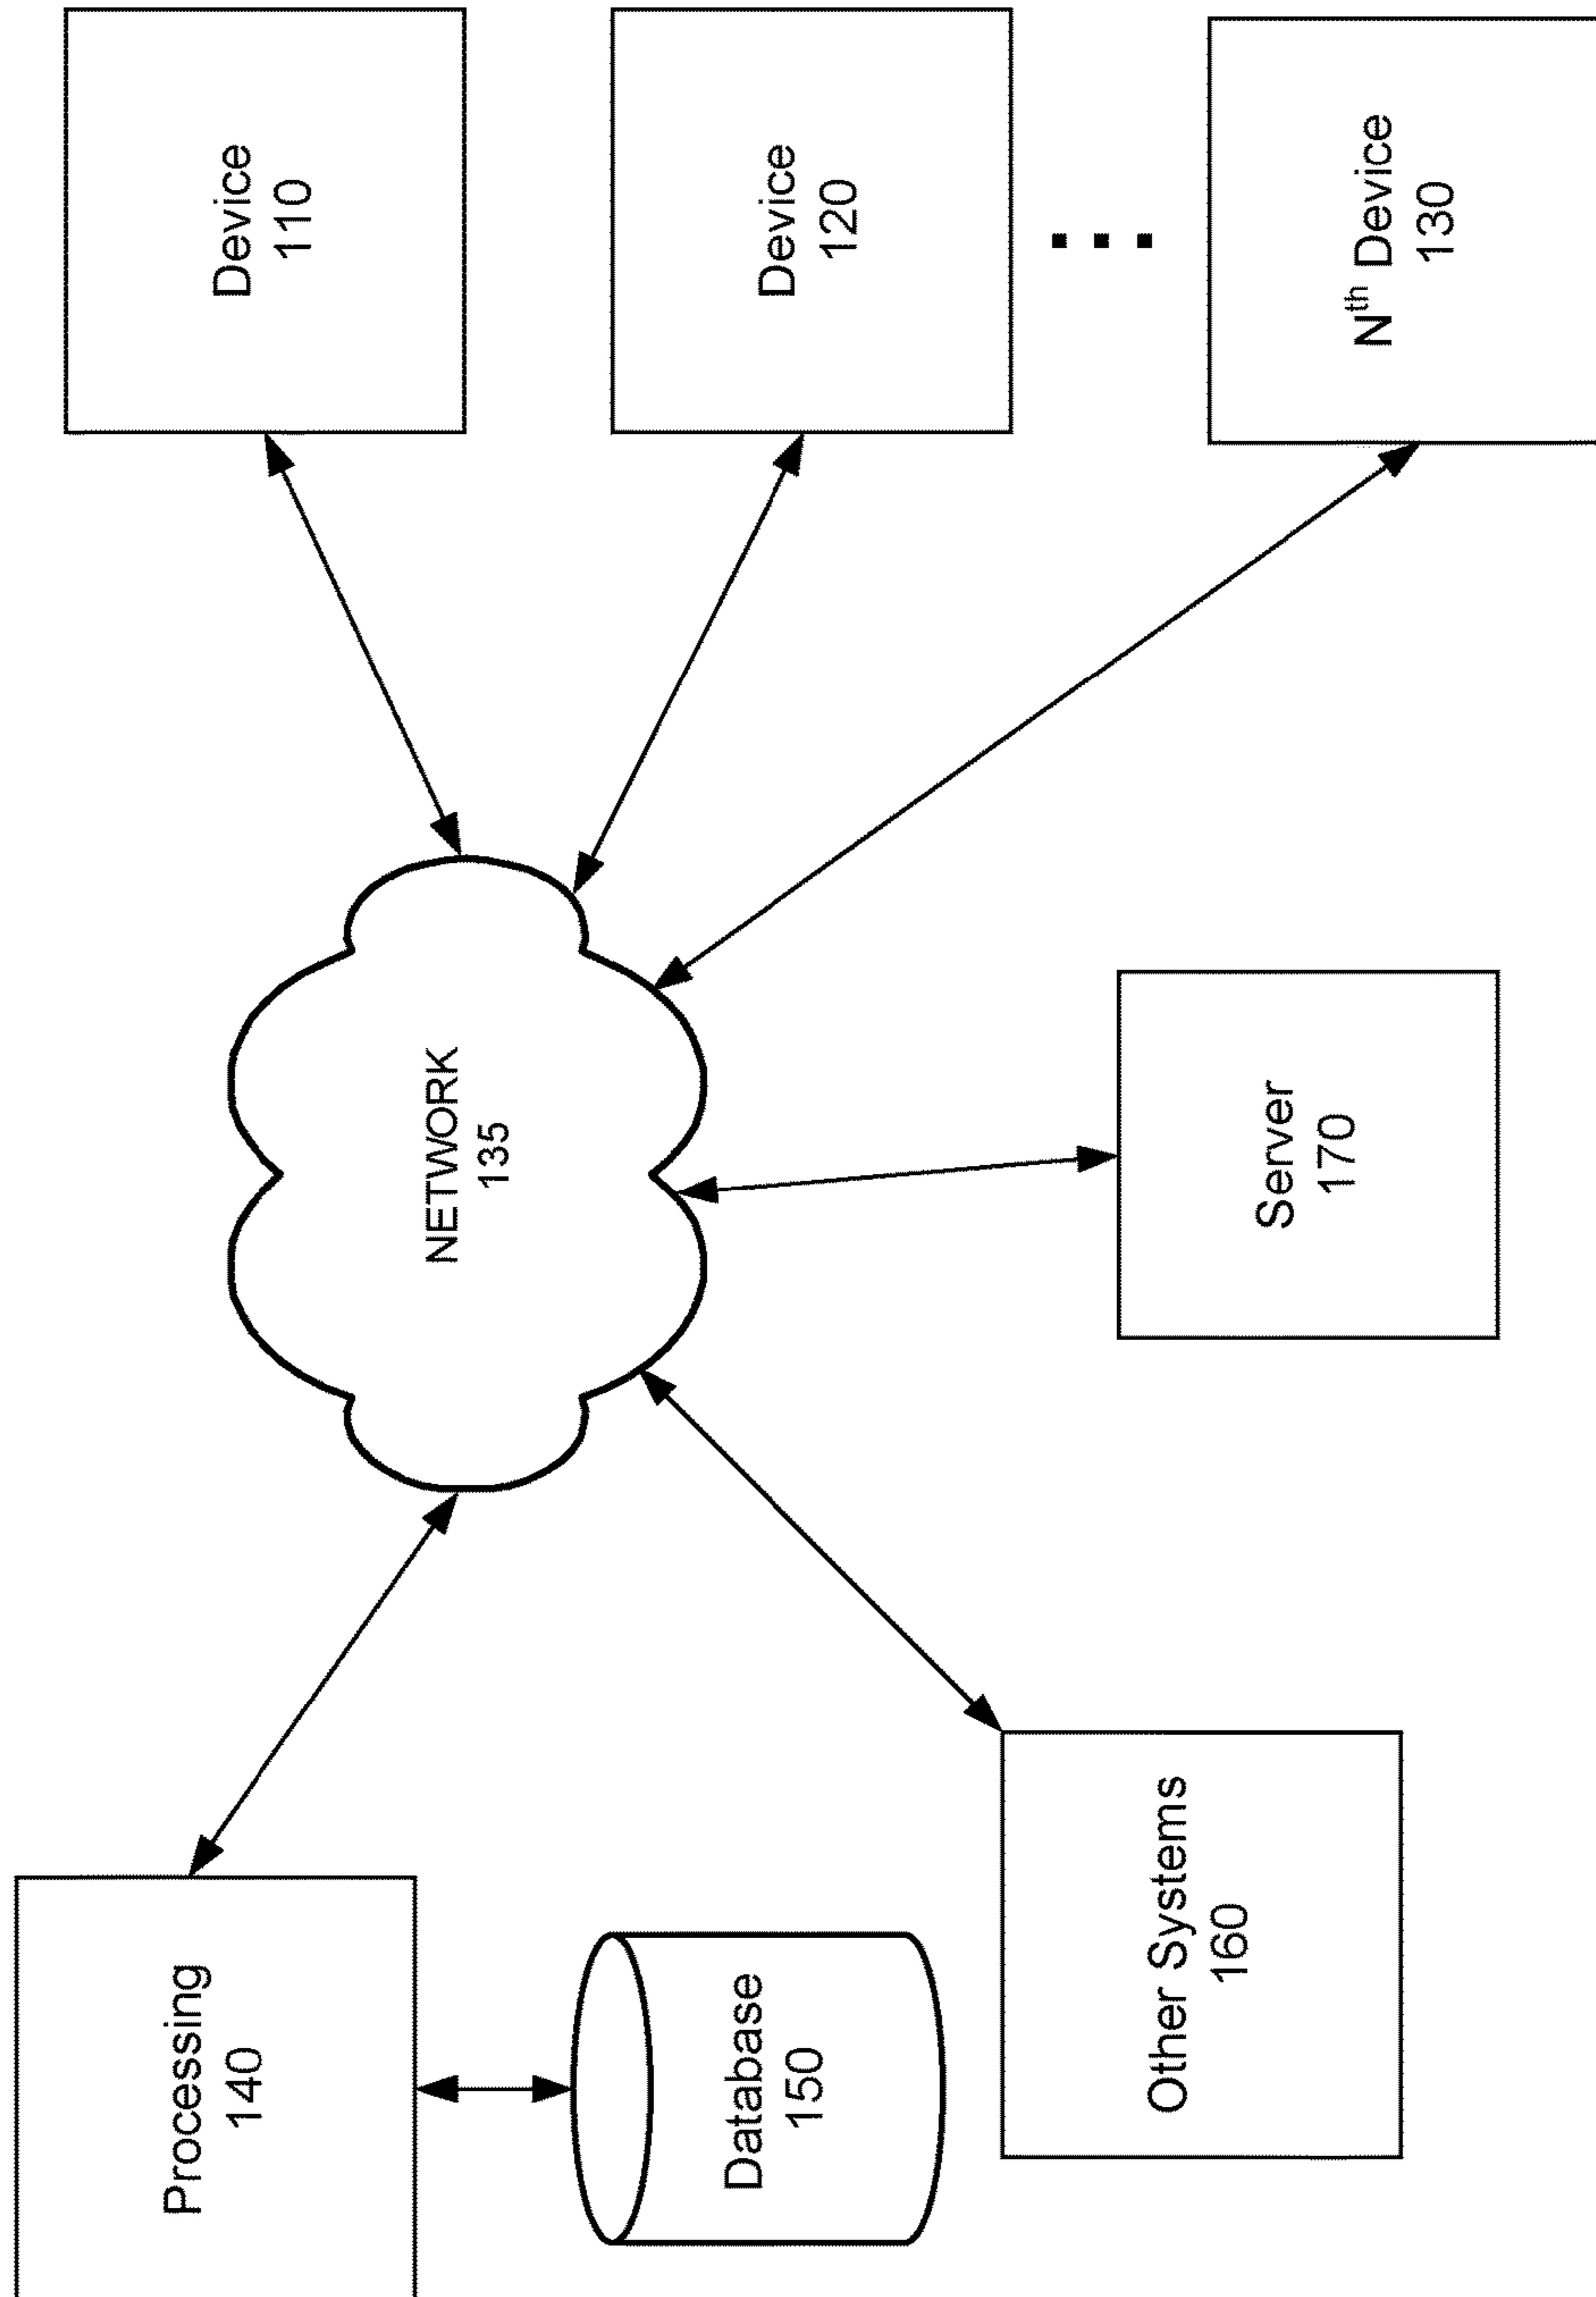 Processing
140
Database
150
Other Systems
160
NETWORK
135
Server
170
Device
110
Device
120
Nth Device
130